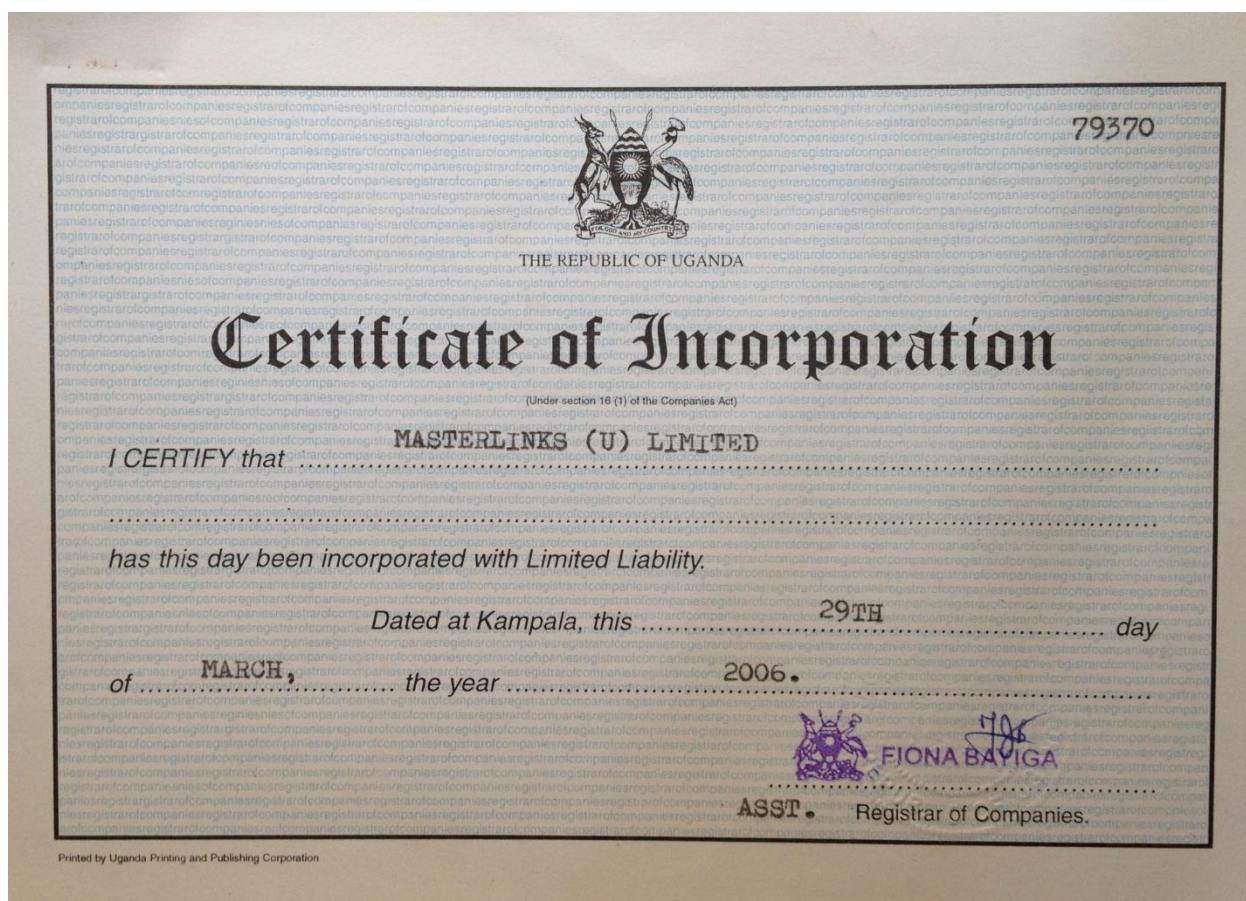 79370
FOR GOD AND MY COUNTRY
THE REPUBLIC OF UGANDA
Certificate of Incorporation
(Under section 16 (1) of the Companies Act)
I CERTIFY that MASTERLINKS (U) LIMITED
has this day been incorporated with Limited Liability.
Dated at Kampala, this 29TH day
of MARCH, the year 2006.
FIONA BAYIGA
ASST. Registrar of Companies.
Printed by Uganda Printing and Publishing Corporation